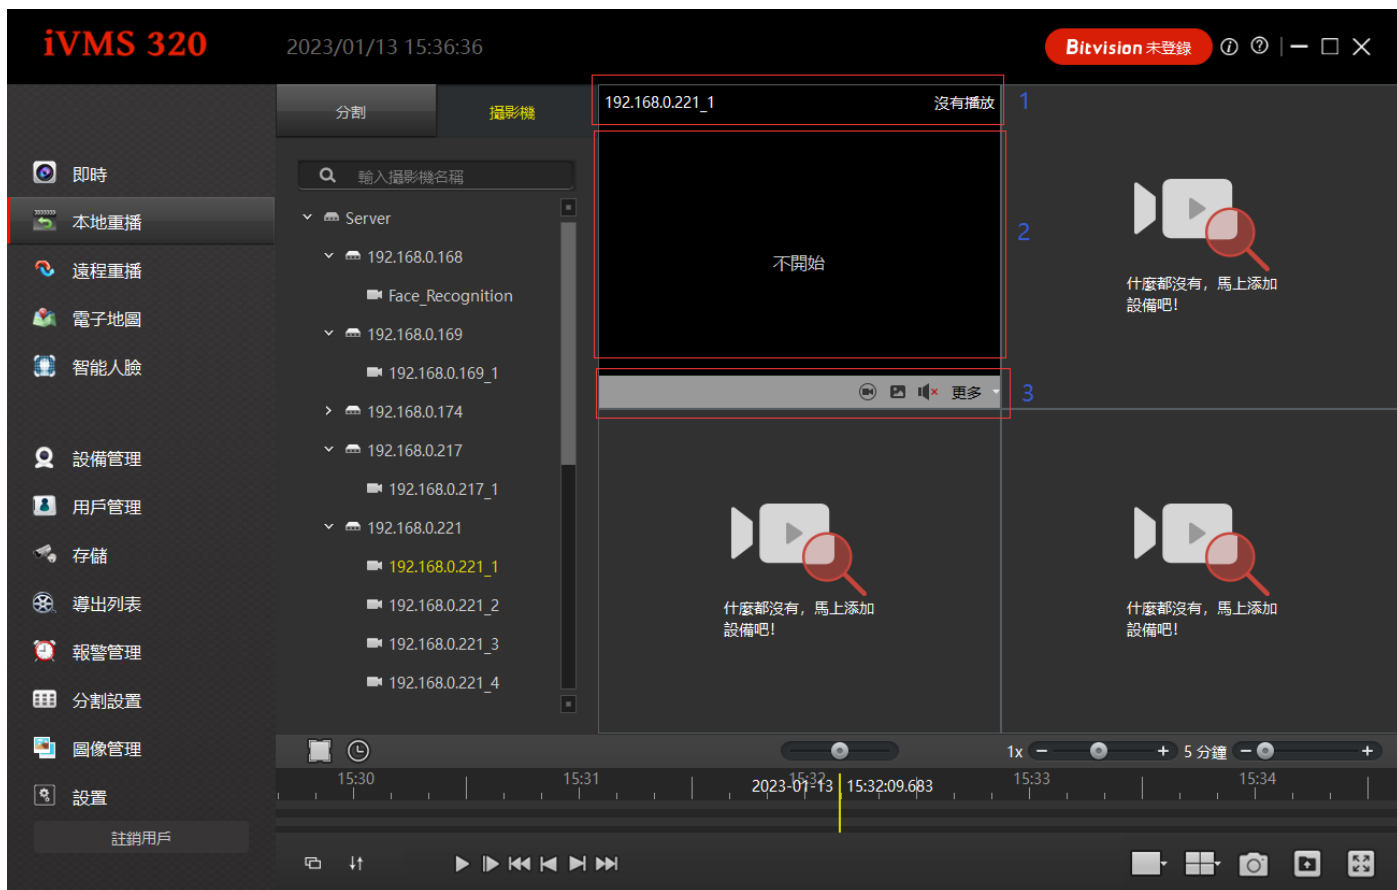 iVMS 320
2023/01/13 15:36:36
Bitvision 未登錄
即時
本地重播
遠程重播
電子地圖
智能人臉
設備管理
用戶管理
存儲
導出列表
報警管理
分割設置
圖像管理
設置
註銷用戶
分割
攝影機
輸入攝影機名稱
Server
192.168.0.168
Face_Recognition
192.168.0.169
192.168.0.169_1
192.168.0.174
192.168.0.217
192.168.0.217_1
192.168.0.221
192.168.0.221_1
192.168.0.221_2
192.168.0.221_3
192.168.0.221_4
192.168.0.221_1 沒有播放
1
不開始
2
更多
3
什麼都沒有，馬上添加
設備吧！
什麼都沒有，馬上添加
設備吧！
什麼都沒有，馬上添加
設備吧！
1x
5 分鐘
15:30 15:31 15:32 15:33 15:34
2023-01-13 15:32:09.683